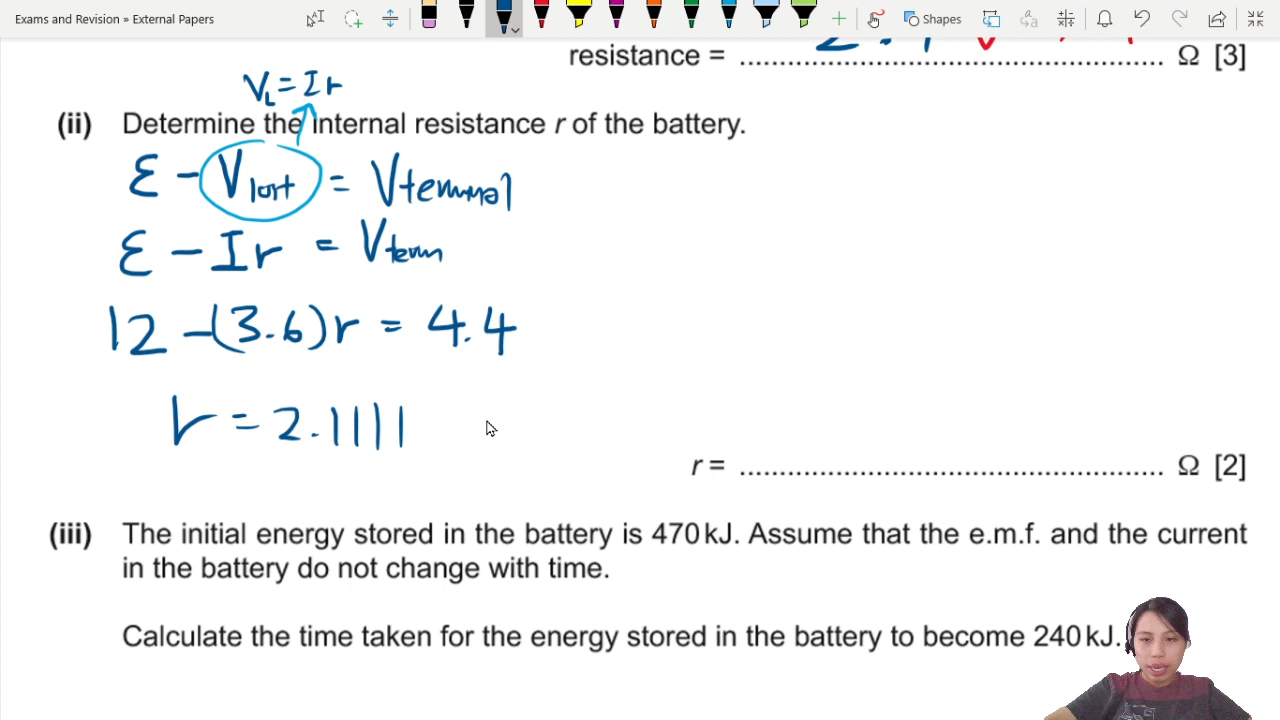 Exams and Revision » External Papers
Shapes
resistance = ........................................................ Ω [3]
V_L = Ir
(ii) Determine the internal resistance r of the battery.
Ɛ - V_lost = V_terminal
Ɛ - Ir = V_term
12 - (3.6)r = 4.4
r = 2.1111
r = ........................................................ Ω [2]
(iii) The initial energy stored in the battery is 470 kJ. Assume that the e.m.f. and the current
in the battery do not change with time.
Calculate the time taken for the energy stored in the battery to become 240 kJ.